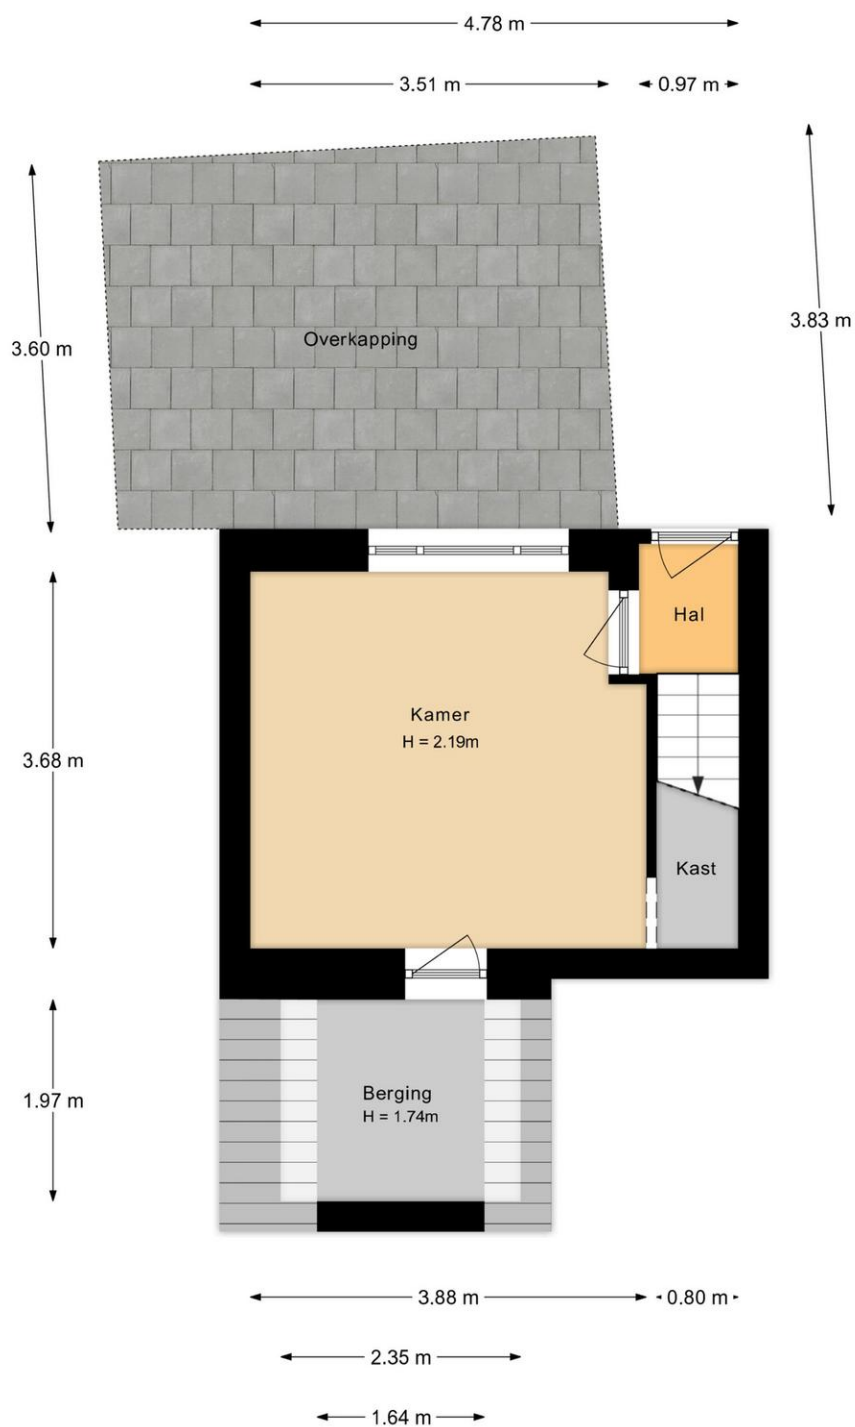 4.78 m
3.51 m
0.97 m
3.60 m
Overkapping
3.83 m
Hal
Kamer
H = 2.19m
3.68 m
Kast
Berging
H = 1.74m
1.97 m
3.88 m
0.80 m
2.35 m
1.64 m